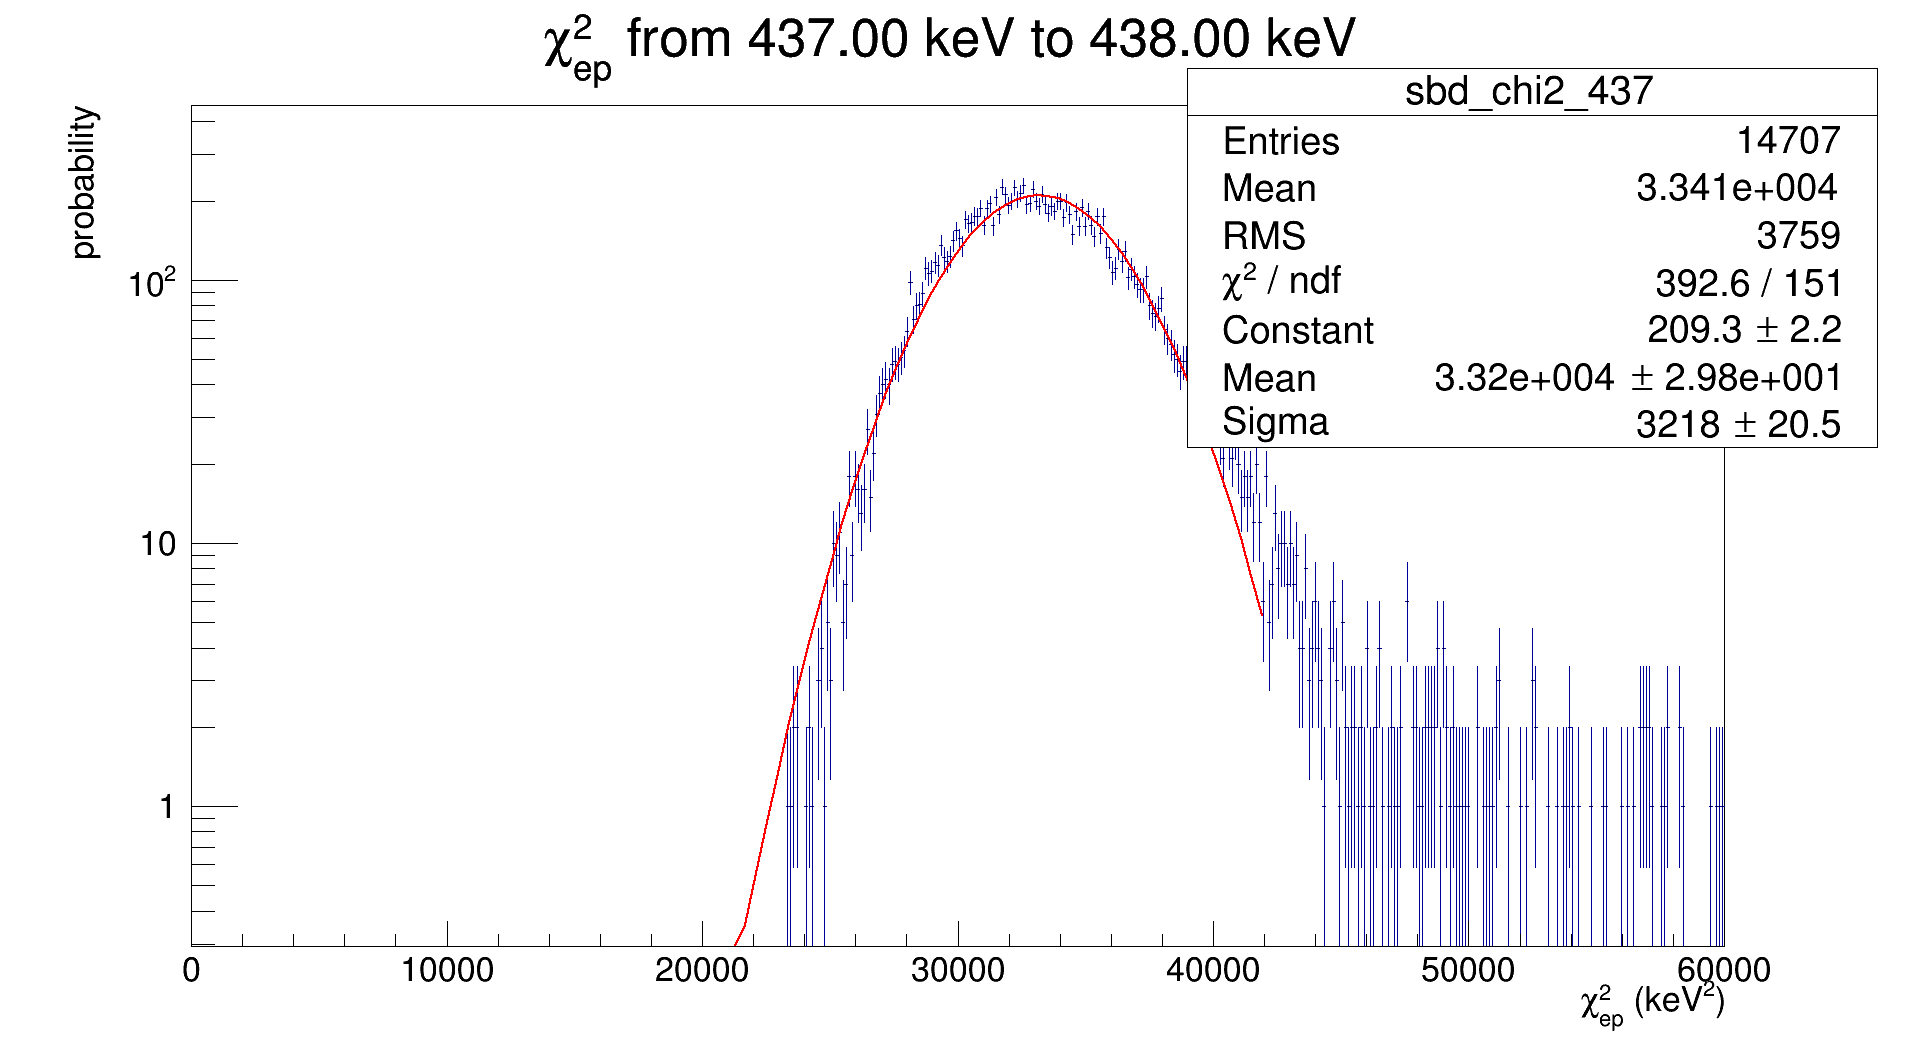 χ²ep from 437.00 keV to 438.00 keV
sbd_chi2_437
Entries 14707
Mean 3.341e+004
RMS 3759
χ² / ndf 392.6 / 151
Constant 209.3 ± 2.2
Mean 3.32e+004 ± 2.98e+001
Sigma 3218 ± 20.5
probability
10²
10
1
0 10000 20000 30000 40000 50000 60000
χ²ep (keV²)